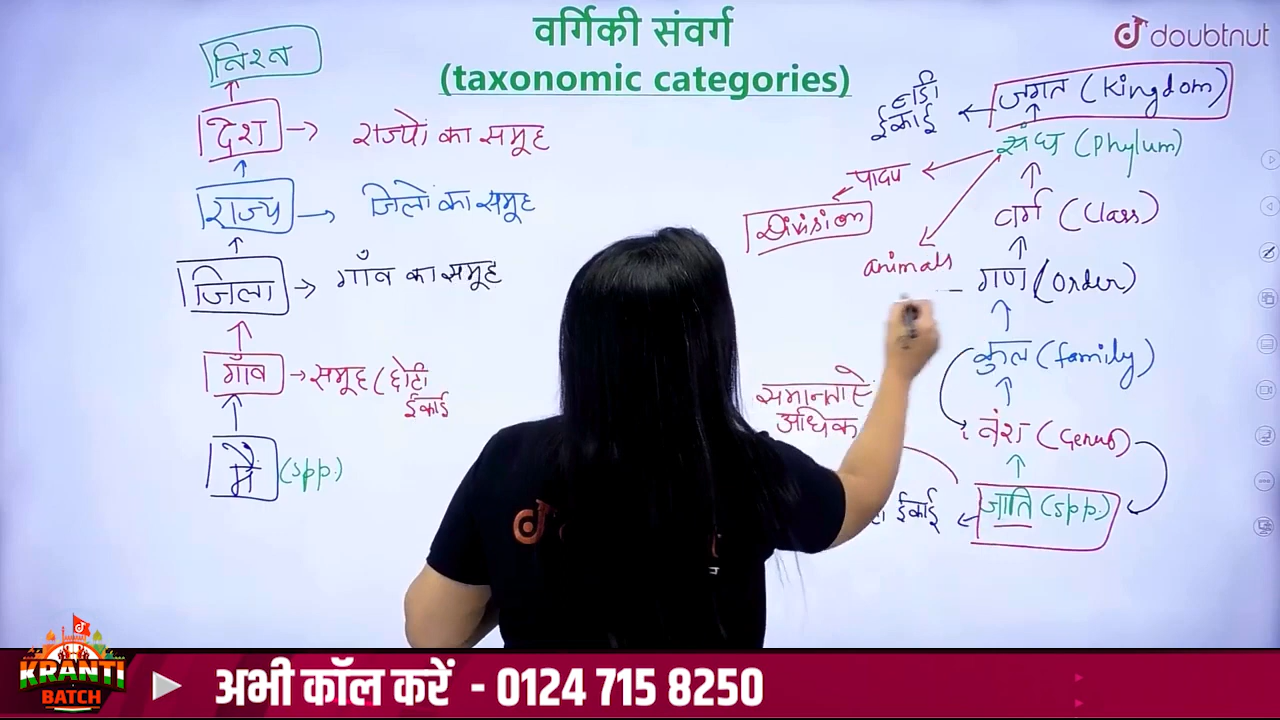 वर्गिकी संवर्ग
(taxonomic categories)
doubtnut
विश्व
देश → राज्यों का समूह
राज्य → जिलों का समूह
जिला → गाँव का समूह
गाँव → समूह (छोटी
ईकाई
मैं (spp.)
जगत (Kingdom)
बड़ी
ईकाई
संघ (Phylum)
पादप
Division
animals
वर्ग (Class)
गण (Order)
कुल (family)
वंश (Genus)
जाति (spp.)
समानताऐ
अधिक
ईकाई
KRANTI
BATCH
अभी कॉल करें - 0124 715 8250